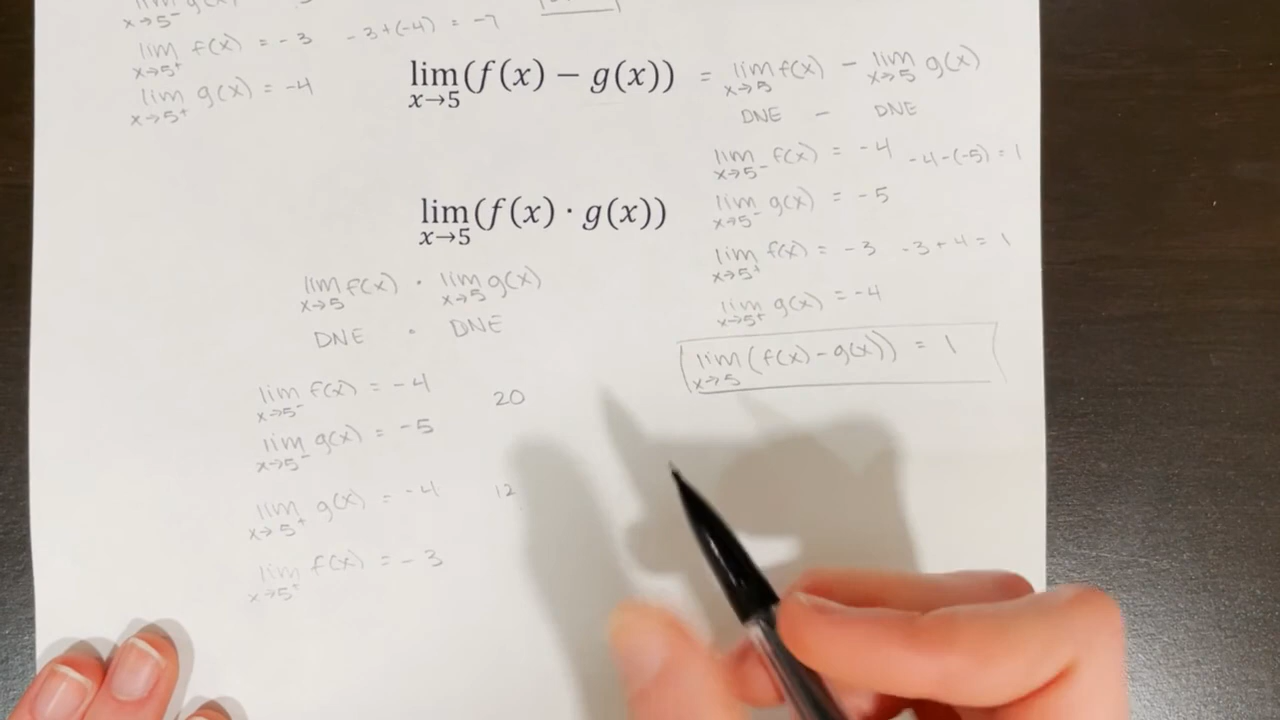 lim g(x)
x→5⁻
lim f(x) = -3 -3+(-4) = -7
x→5⁺
lim g(x) = -4
x→5⁺
lim (f(x) − g(x)) = lim f(x) − lim g(x)
x→5 x→5 x→5
DNE − DNE
lim f(x) = -4 -4-(-5) = 1
x→5⁻
lim g(x) = -5
x→5⁻
lim f(x) = -3 -3+4 = 1
x→5⁺
lim g(x) = -4
x→5⁺
lim (f(x) - g(x)) = 1
x→5
lim (f(x) · g(x))
x→5
lim f(x) · lim g(x)
x→5 x→5
DNE · DNE
lim f(x) = -4 20
x→5⁻
lim g(x) = -5
x→5⁻
lim g(x) = -4 12
x→5⁺
lim f(x) = -3
x→5⁺